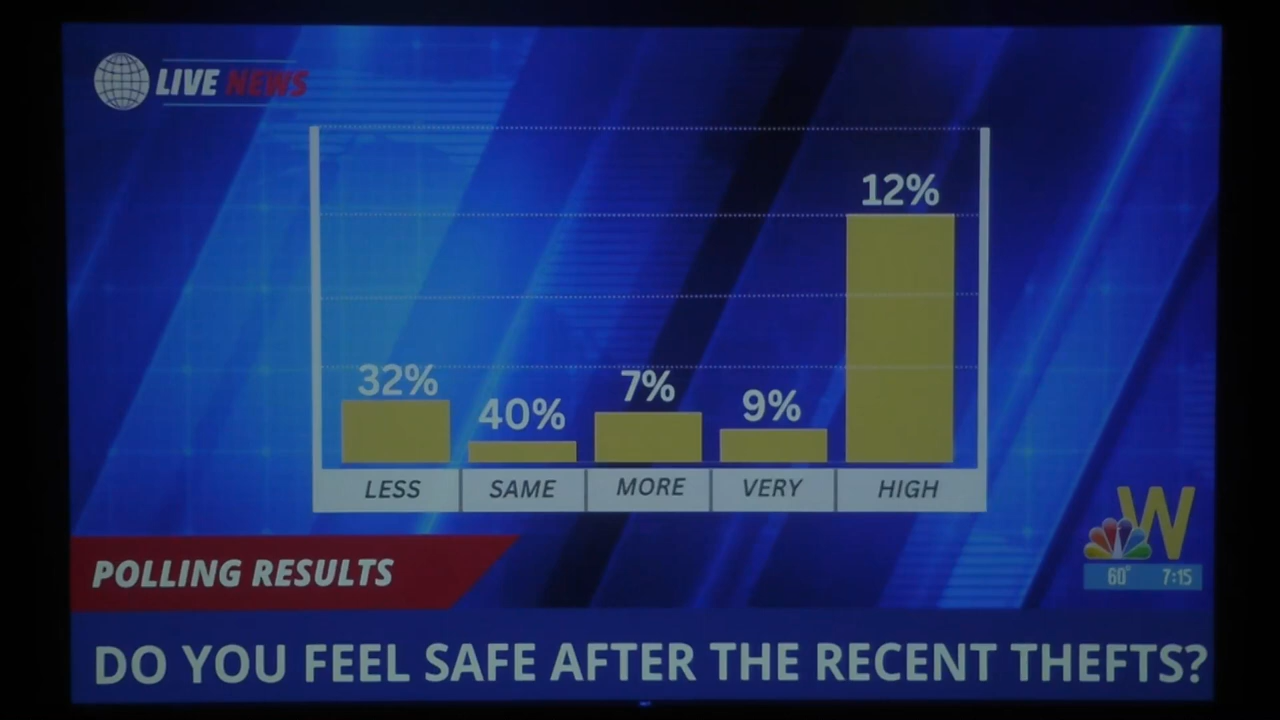 LIVE NEWS
12%
32%
7%
9%
40%
LESS
SAME
MORE
VERY
HIGH
W
60°
7:15
POLLING RESULTS
DO YOU FEEL SAFE AFTER THE RECENT THEFTS?